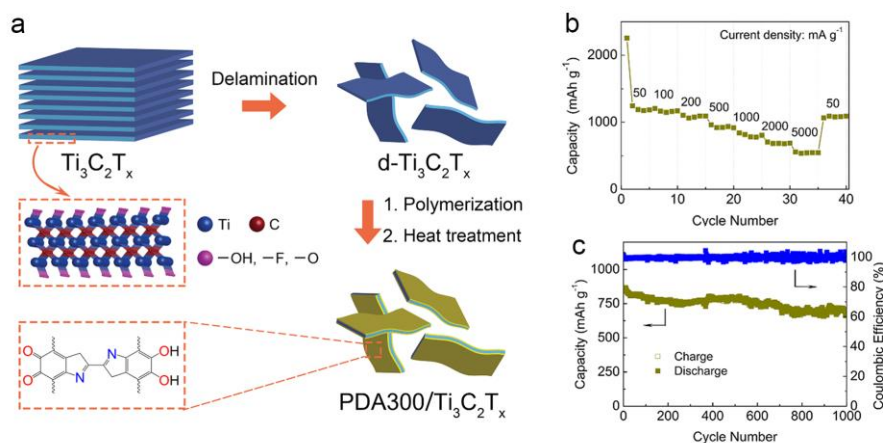 a
Delamination
Ti₃C₂Tₓ
d-Ti₃C₂Tₓ
Ti
C
—OH, —F, —O
1. Polymerization
2. Heat treatment
O
O
N
N
OH
OH
PDA300/Ti₃C₂Tₓ
b
Current density: mA g⁻¹
2000
1000
0
50
100
200
500
1000
2000
5000
50
0
10
20
30
40
Capacity (mAh g⁻¹)
Cycle Number
c
1000
750
500
250
0
100
80
60
40
20
0
Charge
Discharge
0
200
400
600
800
1000
Capacity (mAh g⁻¹)
Coulombic Efficiency (%)
Cycle Number